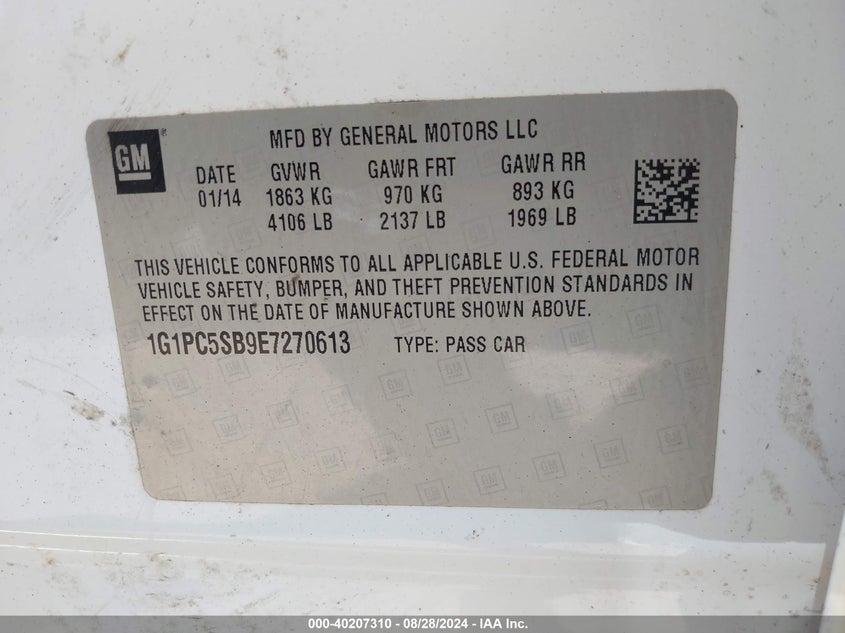 GM
MFD BY GENERAL MOTORS LLC
DATE GVWR GAWR FRT GAWR RR
01/14 1863 KG 970 KG 893 KG
4106 LB 2137 LB 1969 LB
THIS VEHICLE CONFORMS TO ALL APPLICABLE U.S. FEDERAL MOTOR
VEHICLE SAFETY, BUMPER, AND THEFT PREVENTION STANDARDS IN
EFFECT ON THE DATE OF MANUFACTURE SHOWN ABOVE.
1G1PC5SB9E7270613 TYPE: PASS CAR
000-40207310 - 08/28/2024 - IAA Inc.